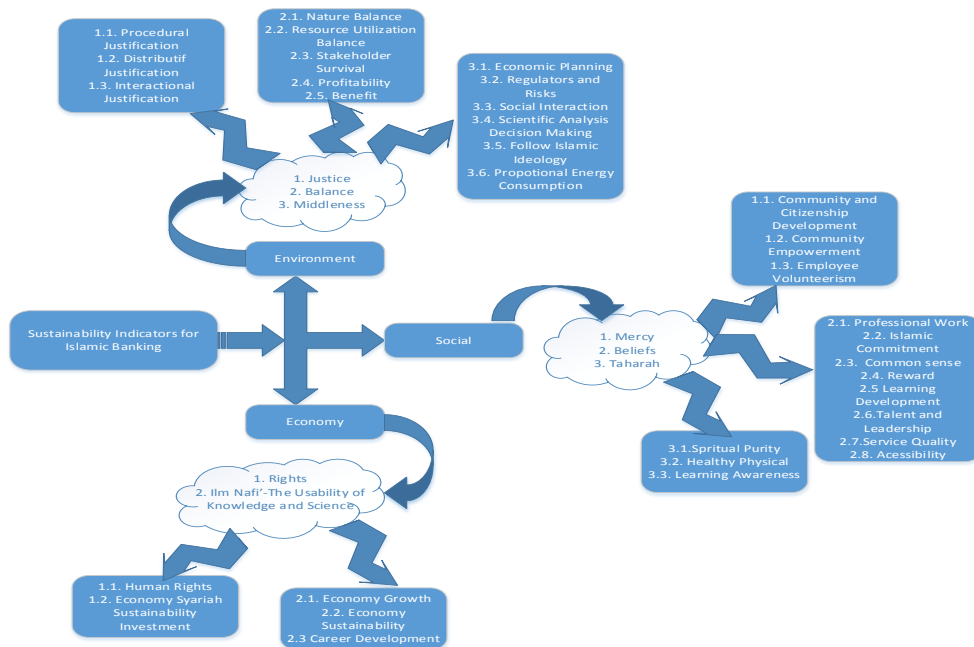 1.1. Procedural
Justification
1.2. Distributif
Justification
1.3. Interactional
Justification
2.1. Nature Balance
2.2. Resource Utilization
Balance
2.3. Stakeholder
Survival
2.4. Profitability
2.5. Benefit
3.1. Economic Planning
3.2. Regulators and
Risks
3.3. Social Interaction
3.4. Scientific Analysis
Decision Making
3.5. Follow Islamic
Ideology
3.6. Propotional Energy
Consumption
1. Justice
2. Balance
3. Middleness
Environment
Sustainability Indicators for
Islamic Banking
Social
Economy
1. Mercy
2. Beliefs
3. Taharah
1.1. Community and
Citizenship
Development
1.2. Community
Empowerment
1.3. Employee
Volunteerism
2.1. Professional Work
2.2. Islamic
Commitment
2.3. Common sense
2.4. Reward
2.5 Learning
Development
2.6.Talent and
Leadership
2.7.Service Quality
2.8. Acessibility
3.1.Spritual Purity
3.2. Healthy Physical
3.3. Learning Awareness
1. Rights
2. Ilm Nafi’-The Usability of
Knowledge and Science
1.1. Human Rights
1.2. Economy Syariah
Sustainability
Investment
2.1. Economy Growth
2.2. Economy
Sustainability
2.3 Career Development